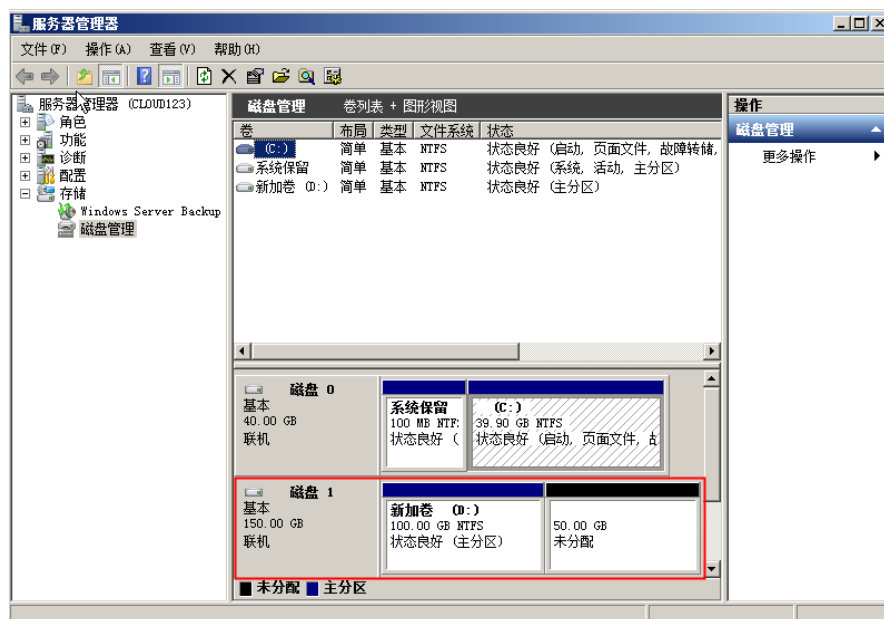 服务器管理器
文件(F) 操作(A) 查看(V) 帮助(H)
服务器管理器 (CLOUD123)
角色
功能
诊断
配置
存储
Windows Server Backup
磁盘管理
磁盘管理 卷列表 + 图形视图
卷 布局 类型 文件系统 状态
(C:) 简单 基本 NTFS 状态良好 (启动, 页面文件, 故障转储,
系统保留 简单 基本 NTFS 状态良好 (系统, 活动, 主分区)
新加卷 (D:) 简单 基本 NTFS 状态良好 (主分区)
磁盘 0
基本
40.00 GB
联机
系统保留
100 MB NTF
状态良好 (
(C:)
39.90 GB NTFS
状态良好 (启动, 页面文件, 
磁盘 1
基本
150.00 GB
联机
新加卷 (D:)
100.00 GB NTFS
状态良好 (主分区)
50.00 GB
未分配
未分配 主分区
操作
磁盘管理
更多操作